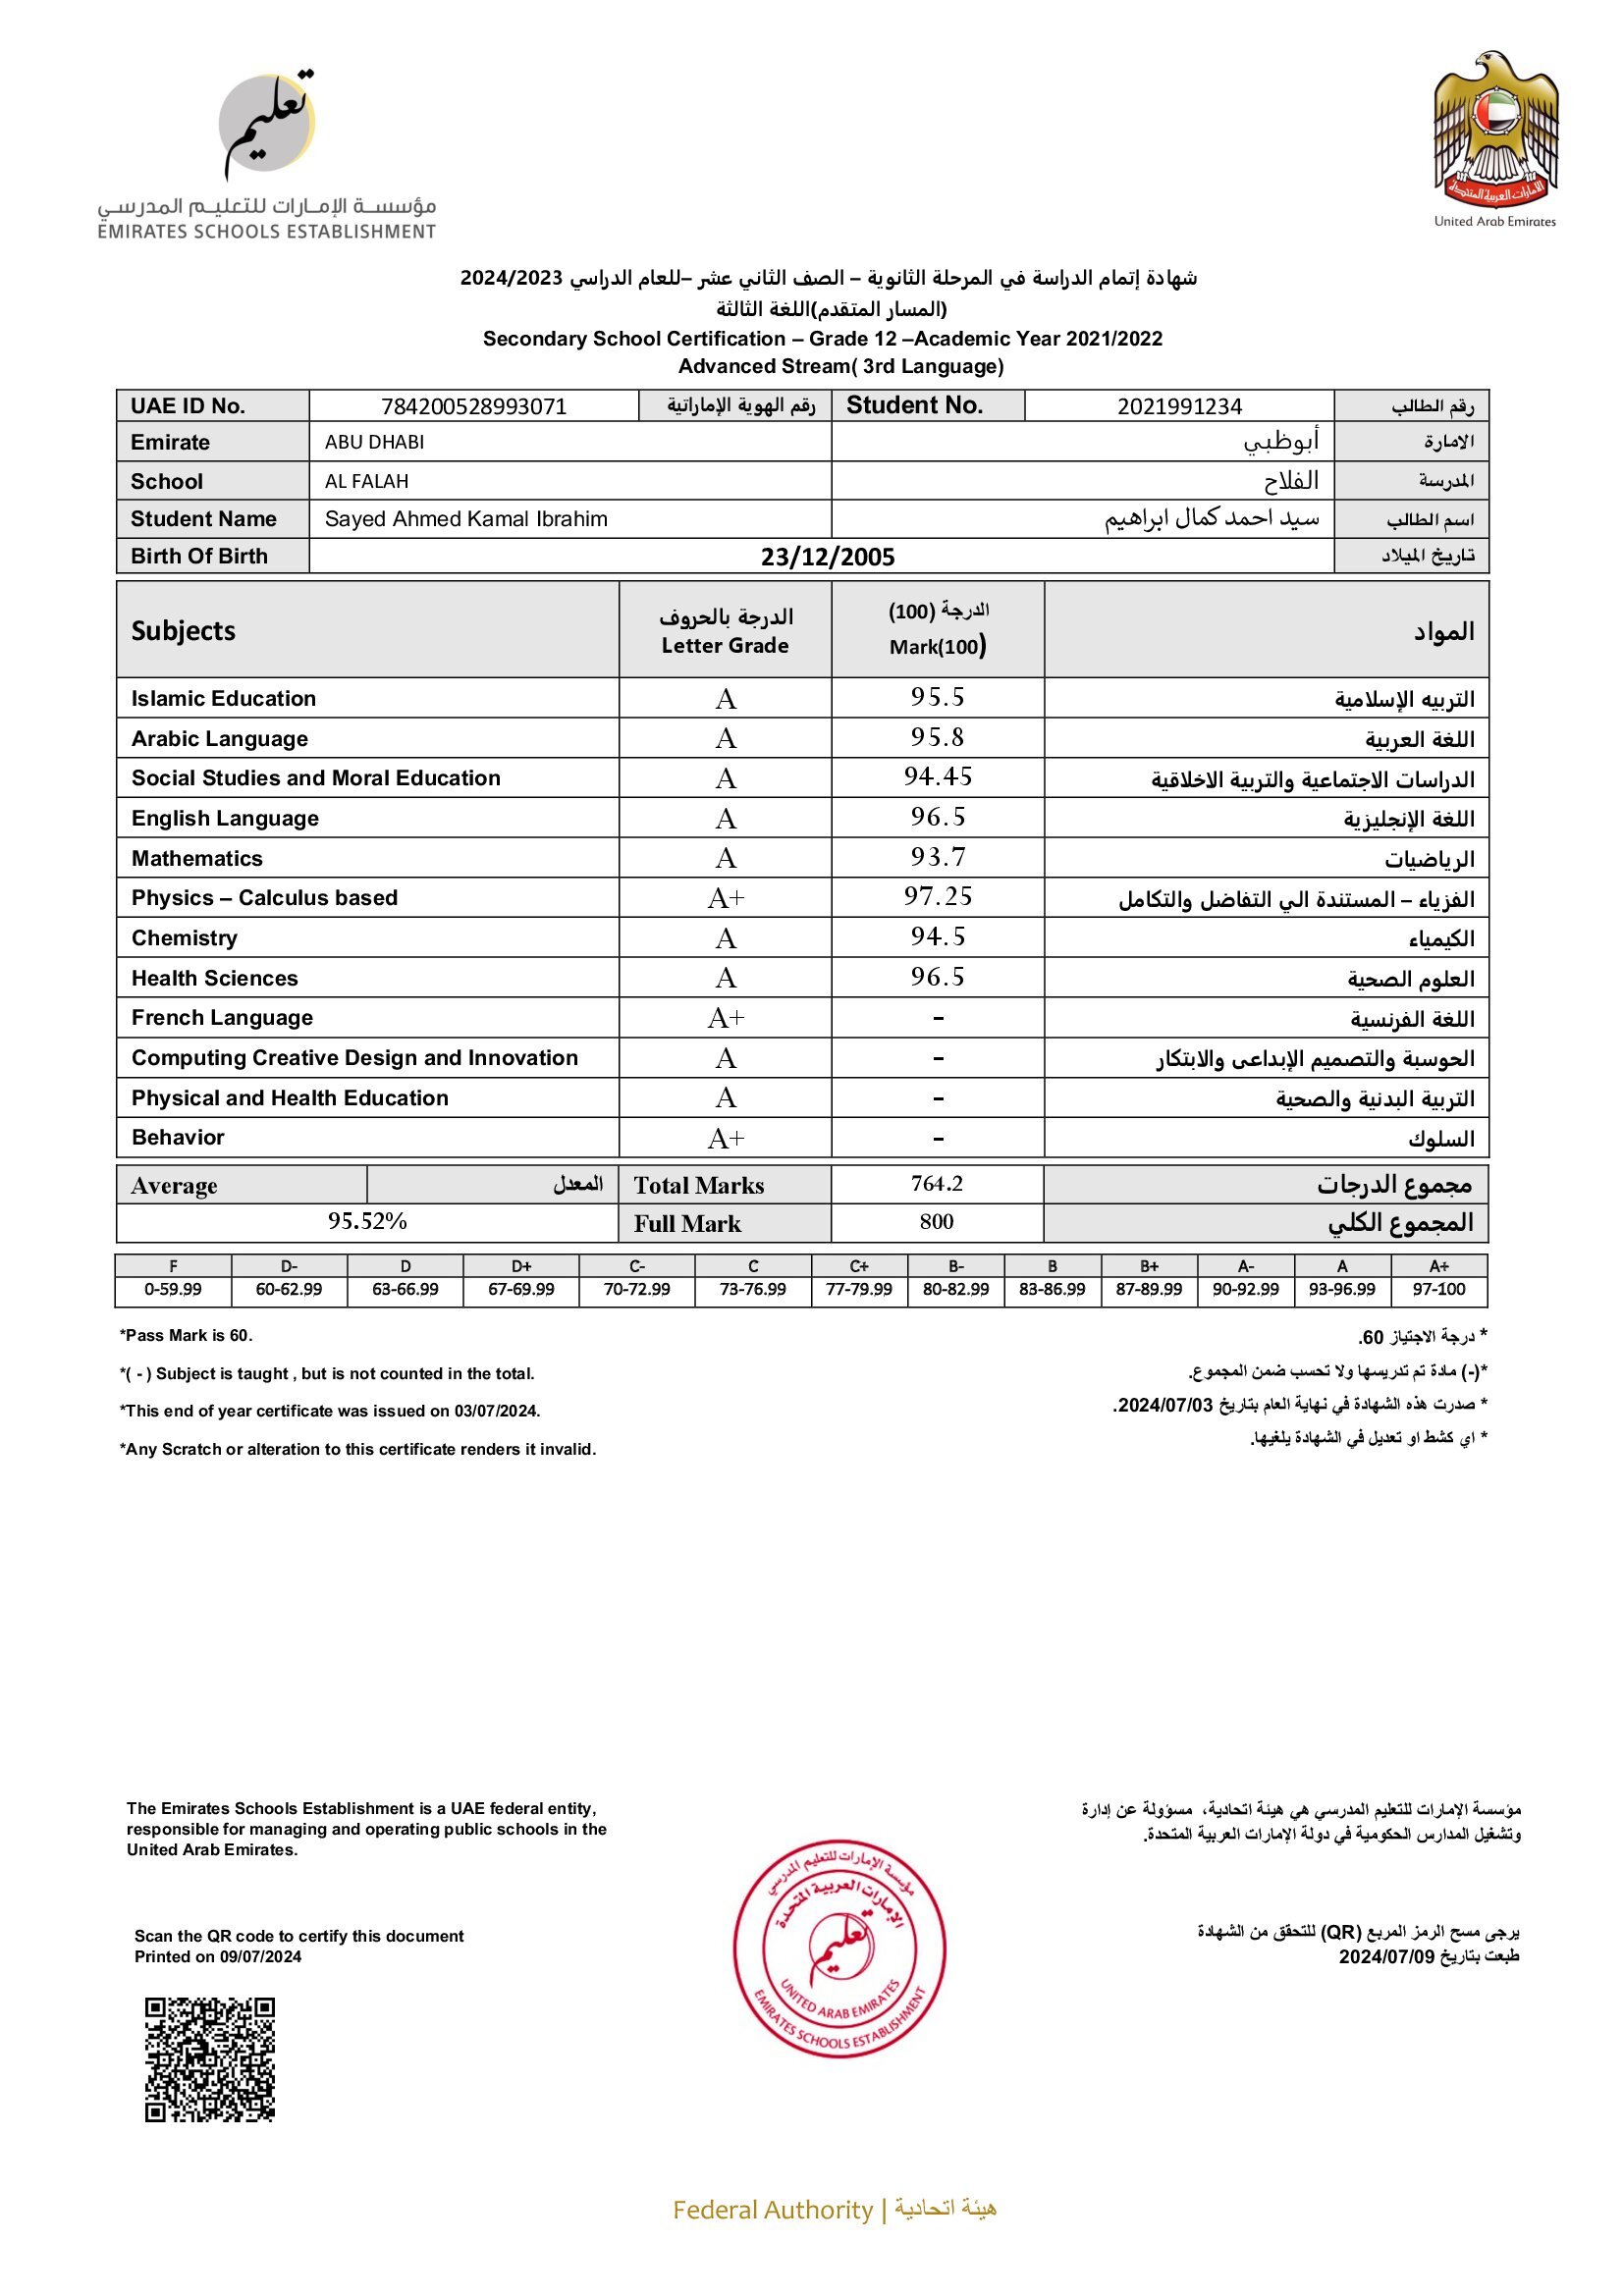 تعليم
مؤسسة الإمارات للتعليم المدرسي
EMIRATES SCHOOLS ESTABLISHMENT
الإمارات العربية المتحدة
United Arab Emirates
شهادة إتمام الدراسة في المرحلة الثانوية – الصف الثاني عشر –للعام الدراسي 2024/2023
(المسار المتقدم)اللغة الثالثة
Secondary School Certification – Grade 12 –Academic Year 2021/2022
Advanced Stream( 3rd Language)
UAE ID No. 784200528993071 رقم الهوية الإماراتية Student No. 2021991234 رقم الطالب
Emirate ABU DHABI أبوظبي الامارة
School AL FALAH الفلاح المدرسة
Student Name Sayed Ahmed Kamal Ibrahim سيد احمد كمال ابراهيم اسم الطالب
Birth Of Birth 23/12/2005 تاريخ الميلاد
Subjects الدرجة بالحروف Letter Grade الدرجة (100) Mark(100) المواد
Islamic Education A 95.5 التربيه الإسلامية
Arabic Language A 95.8 اللغة العربية
Social Studies and Moral Education A 94.45 الدراسات الاجتماعية والتربية الاخلاقية
English Language A 96.5 اللغة الإنجليزية
Mathematics A 93.7 الرياضيات
Physics – Calculus based A+ 97.25 الفزياء – المستندة الي التفاضل والتكامل
Chemistry A 94.5 الكيمياء
Health Sciences A 96.5 العلوم الصحية
French Language A+ - اللغة الفرنسية
Computing Creative Design and Innovation A - الحوسبة والتصميم الإبداعى والابتكار
Physical and Health Education A - التربية البدنية والصحية
Behavior A+ - السلوك
Average المعدل Total Marks 764.2 مجموع الدرجات
95.52% Full Mark 800 المجموع الكلي
F D- D D+ C- C C+ B- B B+ A- A A+
0-59.99 60-62.99 63-66.99 67-69.99 70-72.99 73-76.99 77-79.99 80-82.99 83-86.99 87-89.99 90-92.99 93-96.99 97-100
*Pass Mark is 60.
* درجة الاجتياز 60.
*( - ) Subject is taught , but is not counted in the total.
*(-) مادة تم تدريسها ولا تحسب ضمن المجموع.
*This end of year certificate was issued on 03/07/2024.
* صدرت هذه الشهادة في نهاية العام بتاريخ 2024/07/03.
*Any Scratch or alteration to this certificate renders it invalid.
* اي كشط او تعديل في الشهادة يلغيها.
The Emirates Schools Establishment is a UAE federal entity,
responsible for managing and operating public schools in the
United Arab Emirates.
مؤسسة الإمارات للتعليم المدرسي هي هيئة اتحادية، مسؤولة عن إدارة
وتشغيل المدارس الحكومية في دولة الإمارات العربية المتحدة.
مؤسسة الإمارات للتعليم المدرسي
الإمارات العربية المتحدة
تعليم
UNITED ARAB EMIRATES
EMIRATES SCHOOLS ESTABLISHMENT
Scan the QR code to certify this document
Printed on 09/07/2024
يرجى مسح الرمز المربع (QR) للتحقق من الشهادة
طبعت بتاريخ 2024/07/09
Federal Authority | هيئة اتحادية